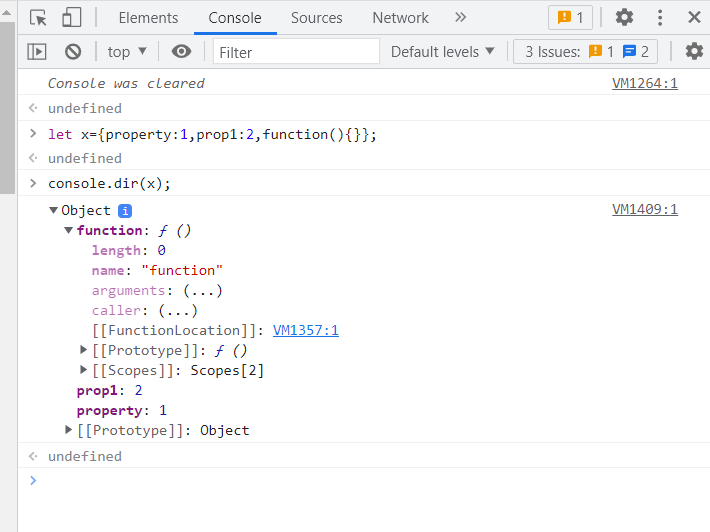 Elements Console Sources Network » 1
top Filter Default levels 3 Issues: 1 2
Console was cleared VM1264:1
undefined
let x={property:1,prop1:2,function(){}};
undefined
console.dir(x);
Object i VM1409:1
function: ƒ ()
length: 0
name: "function"
arguments: (...)
caller: (...)
[[FunctionLocation]]: VM1357:1
[[Prototype]]: ƒ ()
[[Scopes]]: Scopes[2]
prop1: 2
property: 1
[[Prototype]]: Object
undefined